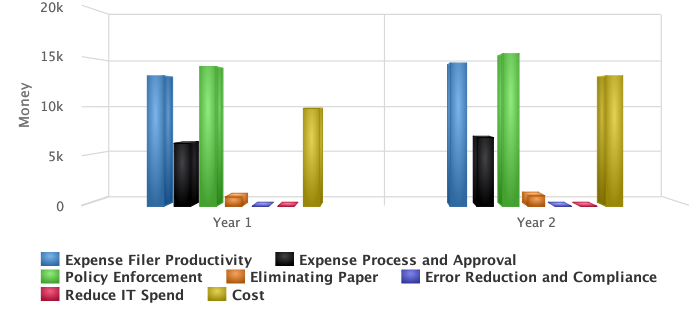 20k
15k
10k
5k
0
Money
Year 1 Year 2
Expense Filer Productivity Expense Process and Approval
Policy Enforcement Eliminating Paper Error Reduction and Compliance
Reduce IT Spend Cost